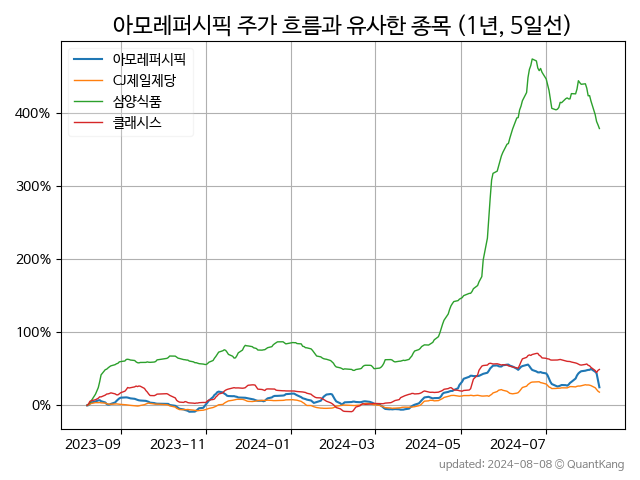 아모레퍼시픽 주가 흐름과 유사한 종목 (1년, 5일선)
아모레퍼시픽
CJ제일제당
삼양식품
클래시스
400%
300%
200%
100%
0%
2023-09 2023-11 2024-01 2024-03 2024-05 2024-07
updated: 2024-08-08 © QuantKang